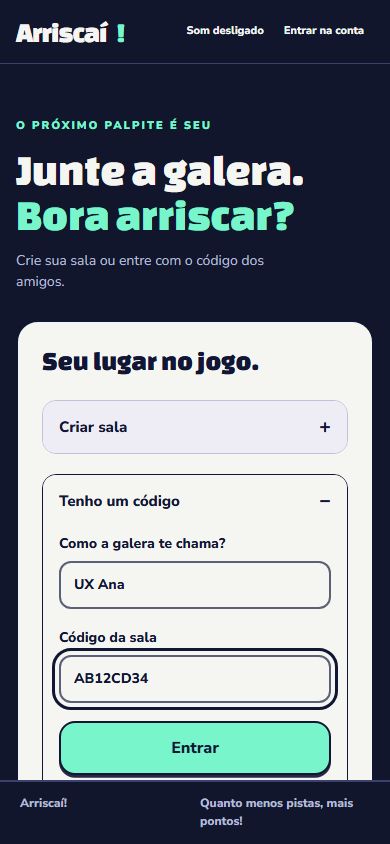 Arriscaí !
Som desligado
Entrar na conta
O PRÓXIMO PALPITE É SEU
Junte a galera.
Bora arriscar?
Crie sua sala ou entre com o código dos
amigos.
Seu lugar no jogo.
Criar sala +
Tenho um código −
Como a galera te chama?
UX Ana
Código da sala
AB12CD34
Entrar
Arriscaí!
Quanto menos pistas, mais
pontos!